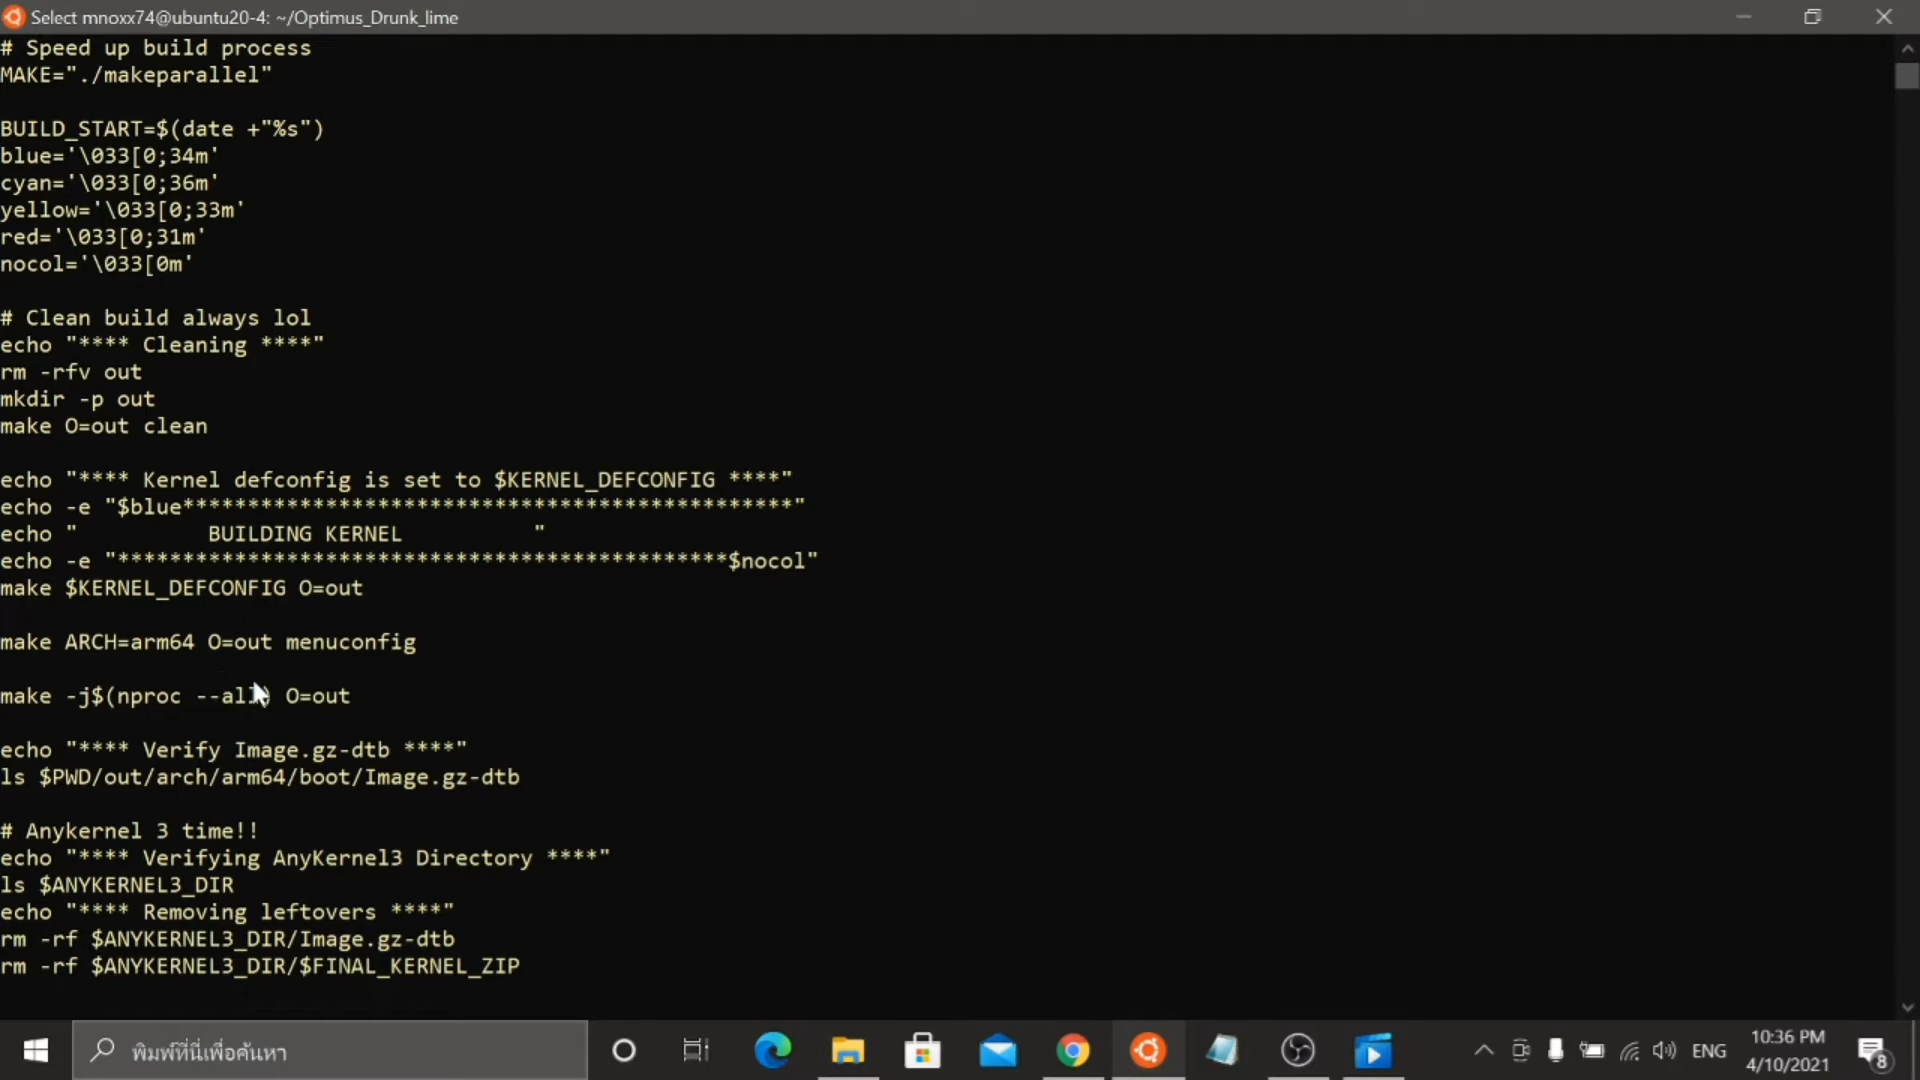 Select mnoxx74@ubuntu20-4: ~/Optimus_Drunk_lime
# Speed up build process
MAKE="./makeparallel"
BUILD_START=$(date +"%s")
blue='\033[0;34m'
cyan='\033[0;36m'
yellow='\033[0;33m'
red='\033[0;31m'
nocol='\033[0m'
# Clean build always lol
echo "**** Cleaning ****"
rm -rfv out
mkdir -p out
make O=out clean
echo "**** Kernel defconfig is set to $KERNEL_DEFCONFIG ****"
echo -e "$blue***********************************************"
echo "          BUILDING KERNEL          "
echo -e "***********************************************$nocol"
make $KERNEL_DEFCONFIG O=out
make ARCH=arm64 O=out menuconfig
make -j$(nproc --all) O=out
echo "**** Verify Image.gz-dtb ****"
ls $PWD/out/arch/arm64/boot/Image.gz-dtb
# Anykernel 3 time!!
echo "**** Verifying AnyKernel3 Directory ****"
ls $ANYKERNEL3_DIR
echo "**** Removing leftovers ****"
rm -rf $ANYKERNEL3_DIR/Image.gz-dtb
rm -rf $ANYKERNEL3_DIR/$FINAL_KERNEL_ZIP
พิมพ์ที่นี่เพื่อค้นหา
ENG
10:36 PM
4/10/2021
8